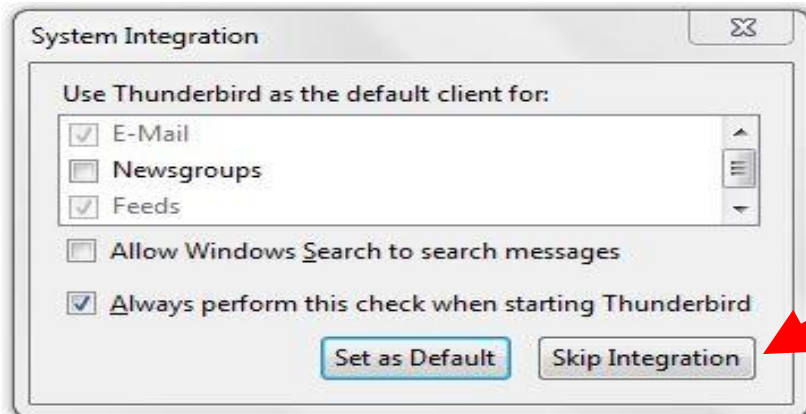 System Integration
Use Thunderbird as the default client for:
E-Mail
Newsgroups
Feeds
Allow Windows Search to search messages
Always perform this check when starting Thunderbird
Set as Default Skip Integration